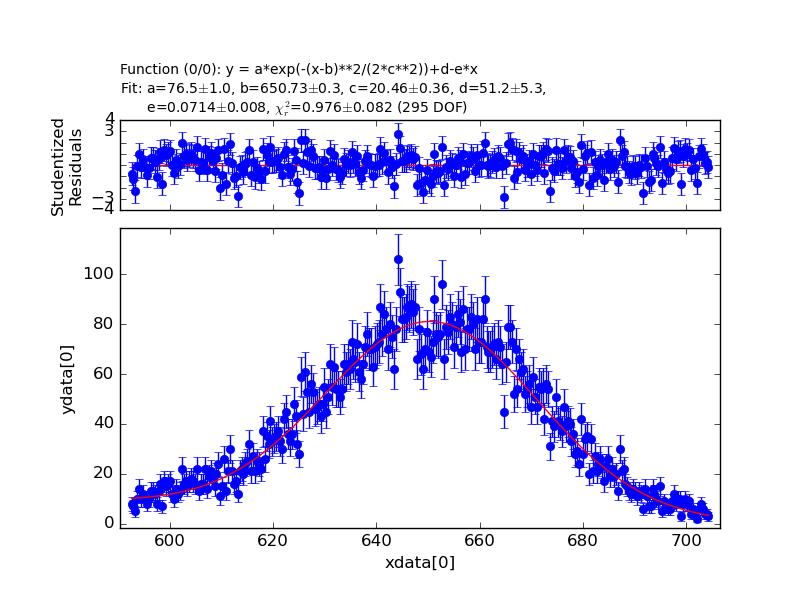 Function (0/0): y = a*exp(-(x-b)**2/(2*c**2))+d-e*x
Fit: a=76.5±1.0, b=650.73±0.3, c=20.46±0.36, d=51.2±5.3,
e=0.0714±0.008, χ_r^2=0.976±0.082 (295 DOF)
4
3
−3
−4
Studentized
Residuals
100
80
60
40
20
0
ydata[0]
600 620 640 660 680 700
xdata[0]